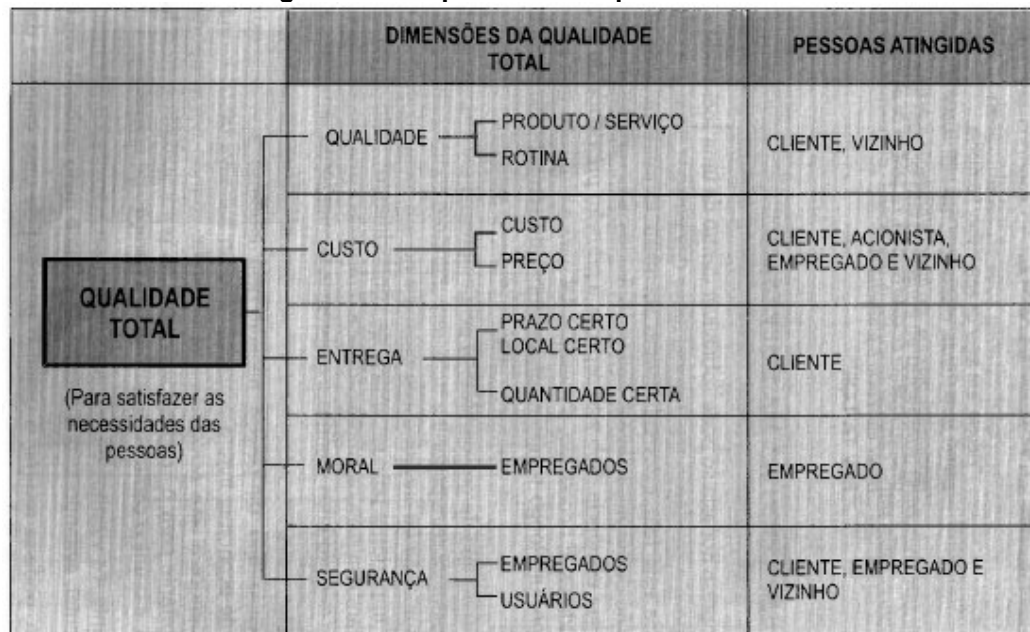 DIMENSÕES DA QUALIDADE
TOTAL
PESSOAS ATINGIDAS
QUALIDADE
PRODUTO / SERVIÇO
ROTINA
CLIENTE, VIZINHO
CUSTO
CUSTO
PREÇO
CLIENTE, ACIONISTA,
EMPREGADO E VIZINHO
QUALIDADE
TOTAL
(Para satisfazer as
necessidades das
pessoas)
ENTREGA
PRAZO CERTO
LOCAL CERTO
QUANTIDADE CERTA
CLIENTE
MORAL
EMPREGADOS
EMPREGADO
SEGURANÇA
EMPREGADOS
USUÁRIOS
CLIENTE, EMPREGADO E
VIZINHO